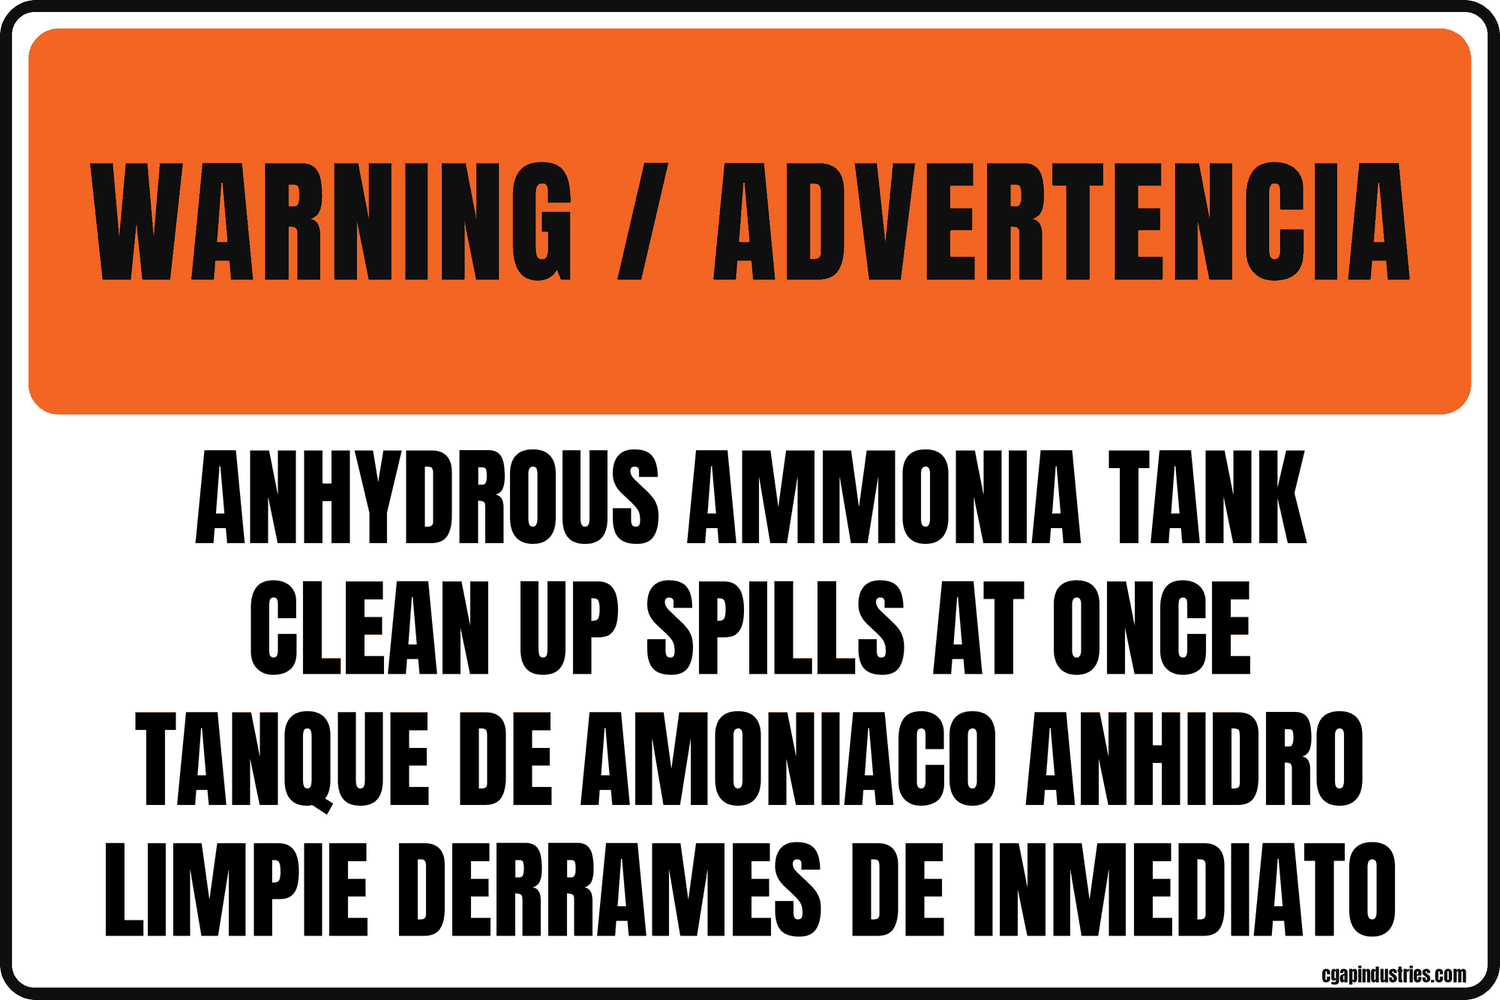 WARNING / ADVERTENCIA
ANHYDROUS AMMONIA TANK
CLEAN UP SPILLS AT ONCE
TANQUE DE AMONIACO ANHIDRO
LIMPIE DERRAMES DE INMEDIATO
cgapindustries.com